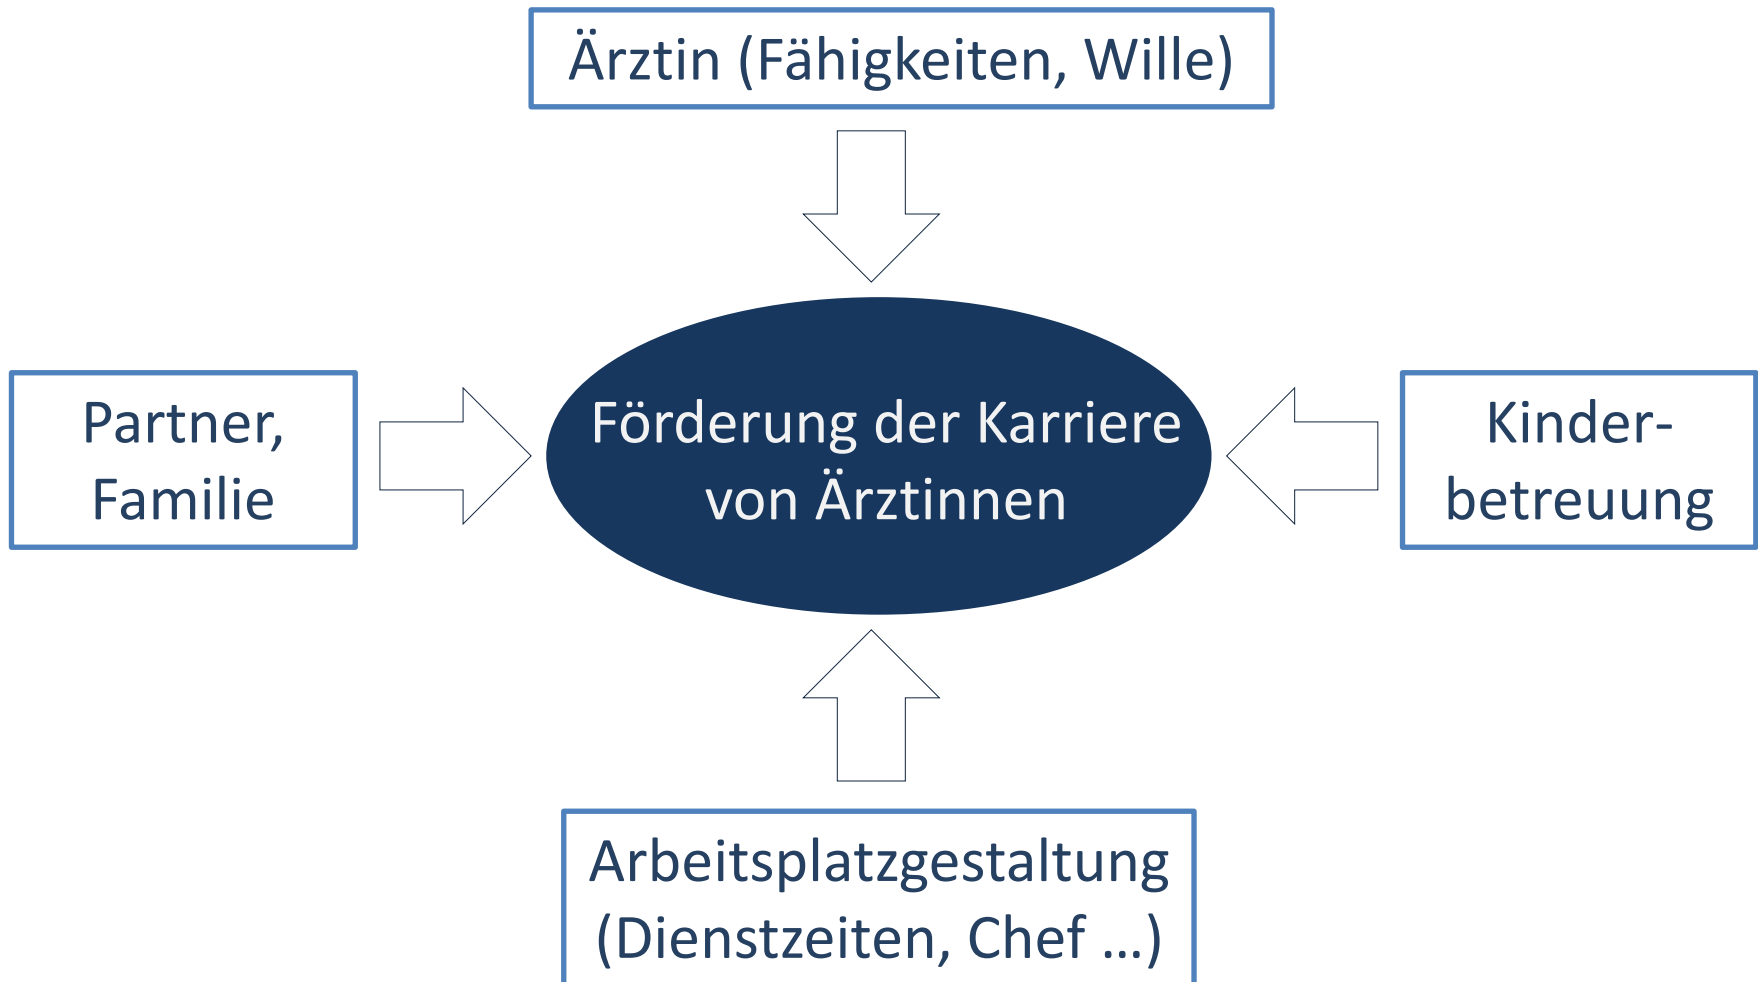 Ärztin (Fähigkeiten, Wille)
Partner,
Familie
Förderung der Karriere
von Ärztinnen
Kinder-
betreuung
Arbeitsplatzgestaltung
(Dienstzeiten, Chef ...)